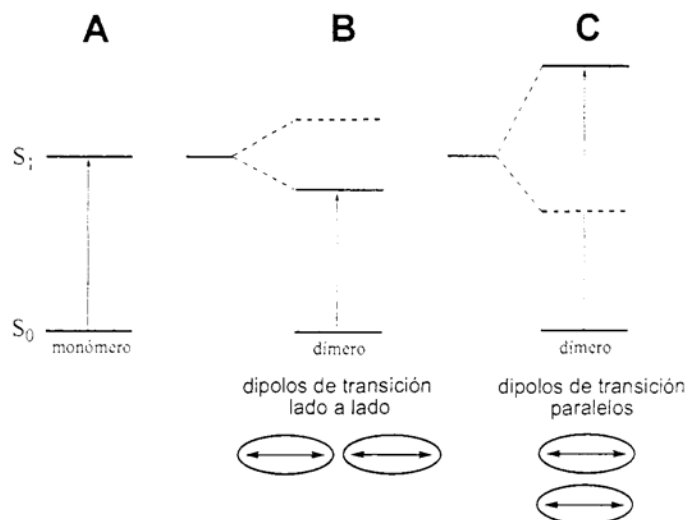 A
B
C
S₁
S₀
monómero
dímero
dímero
dipolos de transición
lado a lado
dipolos de transición
paralelos